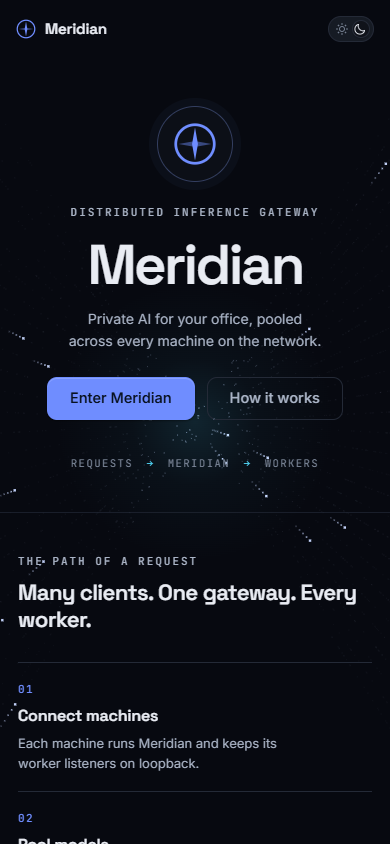 Meridian
DISTRIBUTED INFERENCE GATEWAY
Meridian
Private AI for your office, pooled
across every machine on the network.
Enter Meridian
How it works
REQUESTS → MERIDIAN → WORKERS
THE PATH OF A REQUEST
Many clients. One gateway. Every
worker.
01
Connect machines
Each machine runs Meridian and keeps its
worker listeners on loopback.
02
Pool models